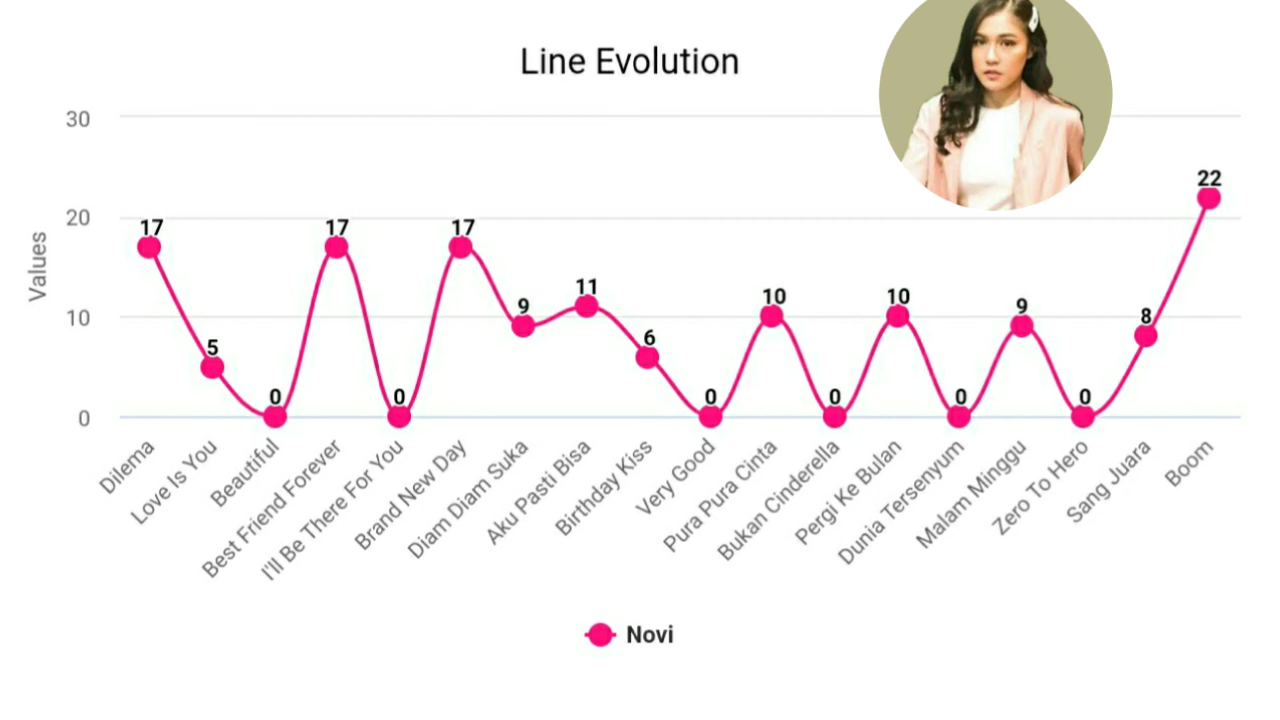 Line Evolution
Values
30
20
10
0
17
5
0
17
0
17
9
11
6
0
10
0
10
0
9
0
8
22
Dilema
Love Is You
Beautiful
Best Friend Forever
I'll Be There For You
Brand New Day
Diam Diam Suka
Aku Pasti Bisa
Birthday Kiss
Very Good
Pura Pura Cinta
Bukan Cinderella
Pergi Ke Bulan
Dunia Tersenyum
Malam Minggu
Zero To Hero
Sang Juara
Boom
Novi